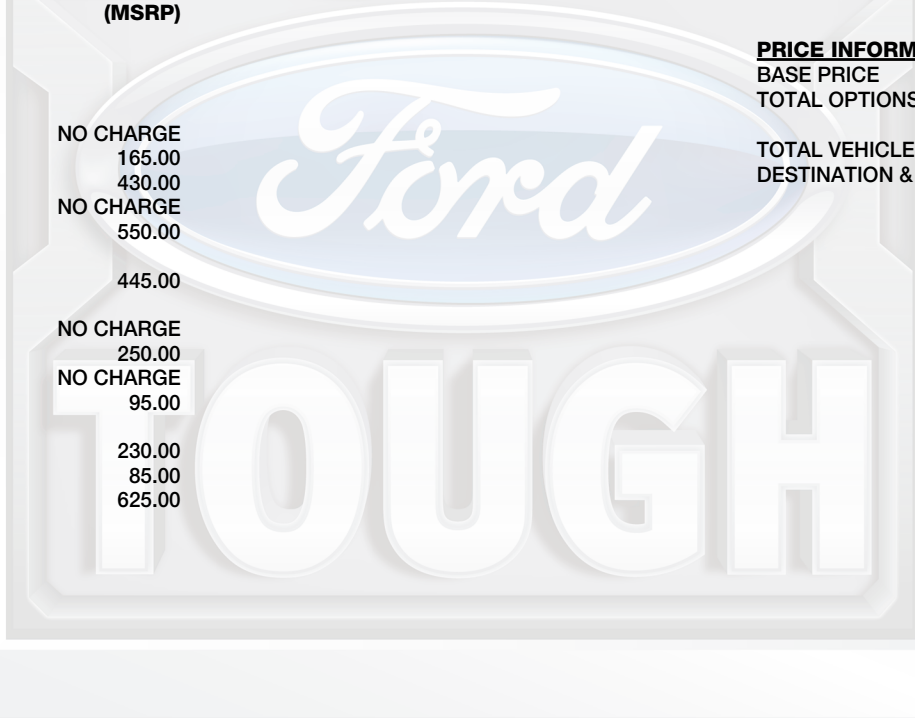 (MSRP)
NO CHARGE
165.00
430.00
NO CHARGE
550.00
445.00
NO CHARGE
250.00
NO CHARGE
95.00
230.00
85.00
625.00
PRICE INFORM
BASE PRICE
TOTAL OPTIONS
TOTAL VEHICLE
DESTINATION &
Ford
TOUGH